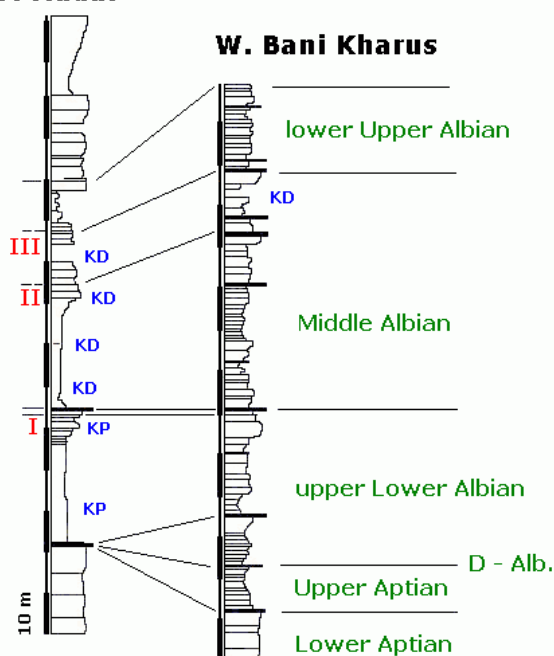 W. Bani Kharus
lower Upper Albian
KD
III
KD
II
KD
Middle Albian
KD
KD
I
KP
upper Lower Albian
KP
D - Alb.
Upper Aptian
10 m
Lower Aptian